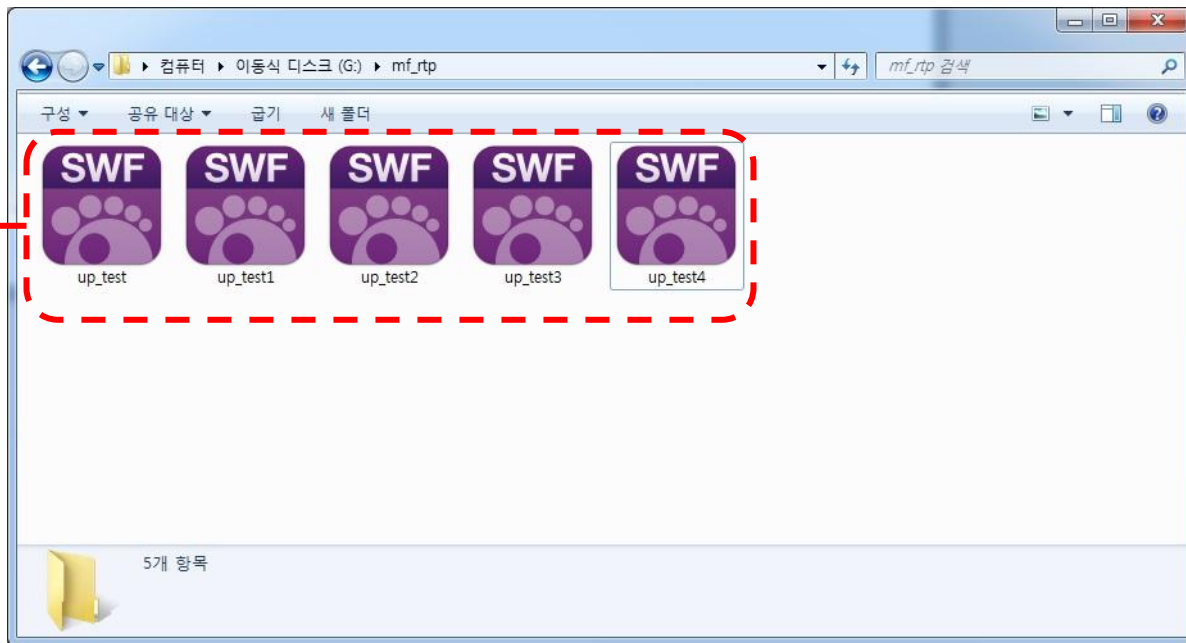 컴퓨터 이동식 디스크 (G:) mf_rtp mf_rtp 검색
구성 공유 대상 굽기 새 폴더
SWF SWF SWF SWF SWF
up_test up_test1 up_test2 up_test3 up_test4
5개 항목